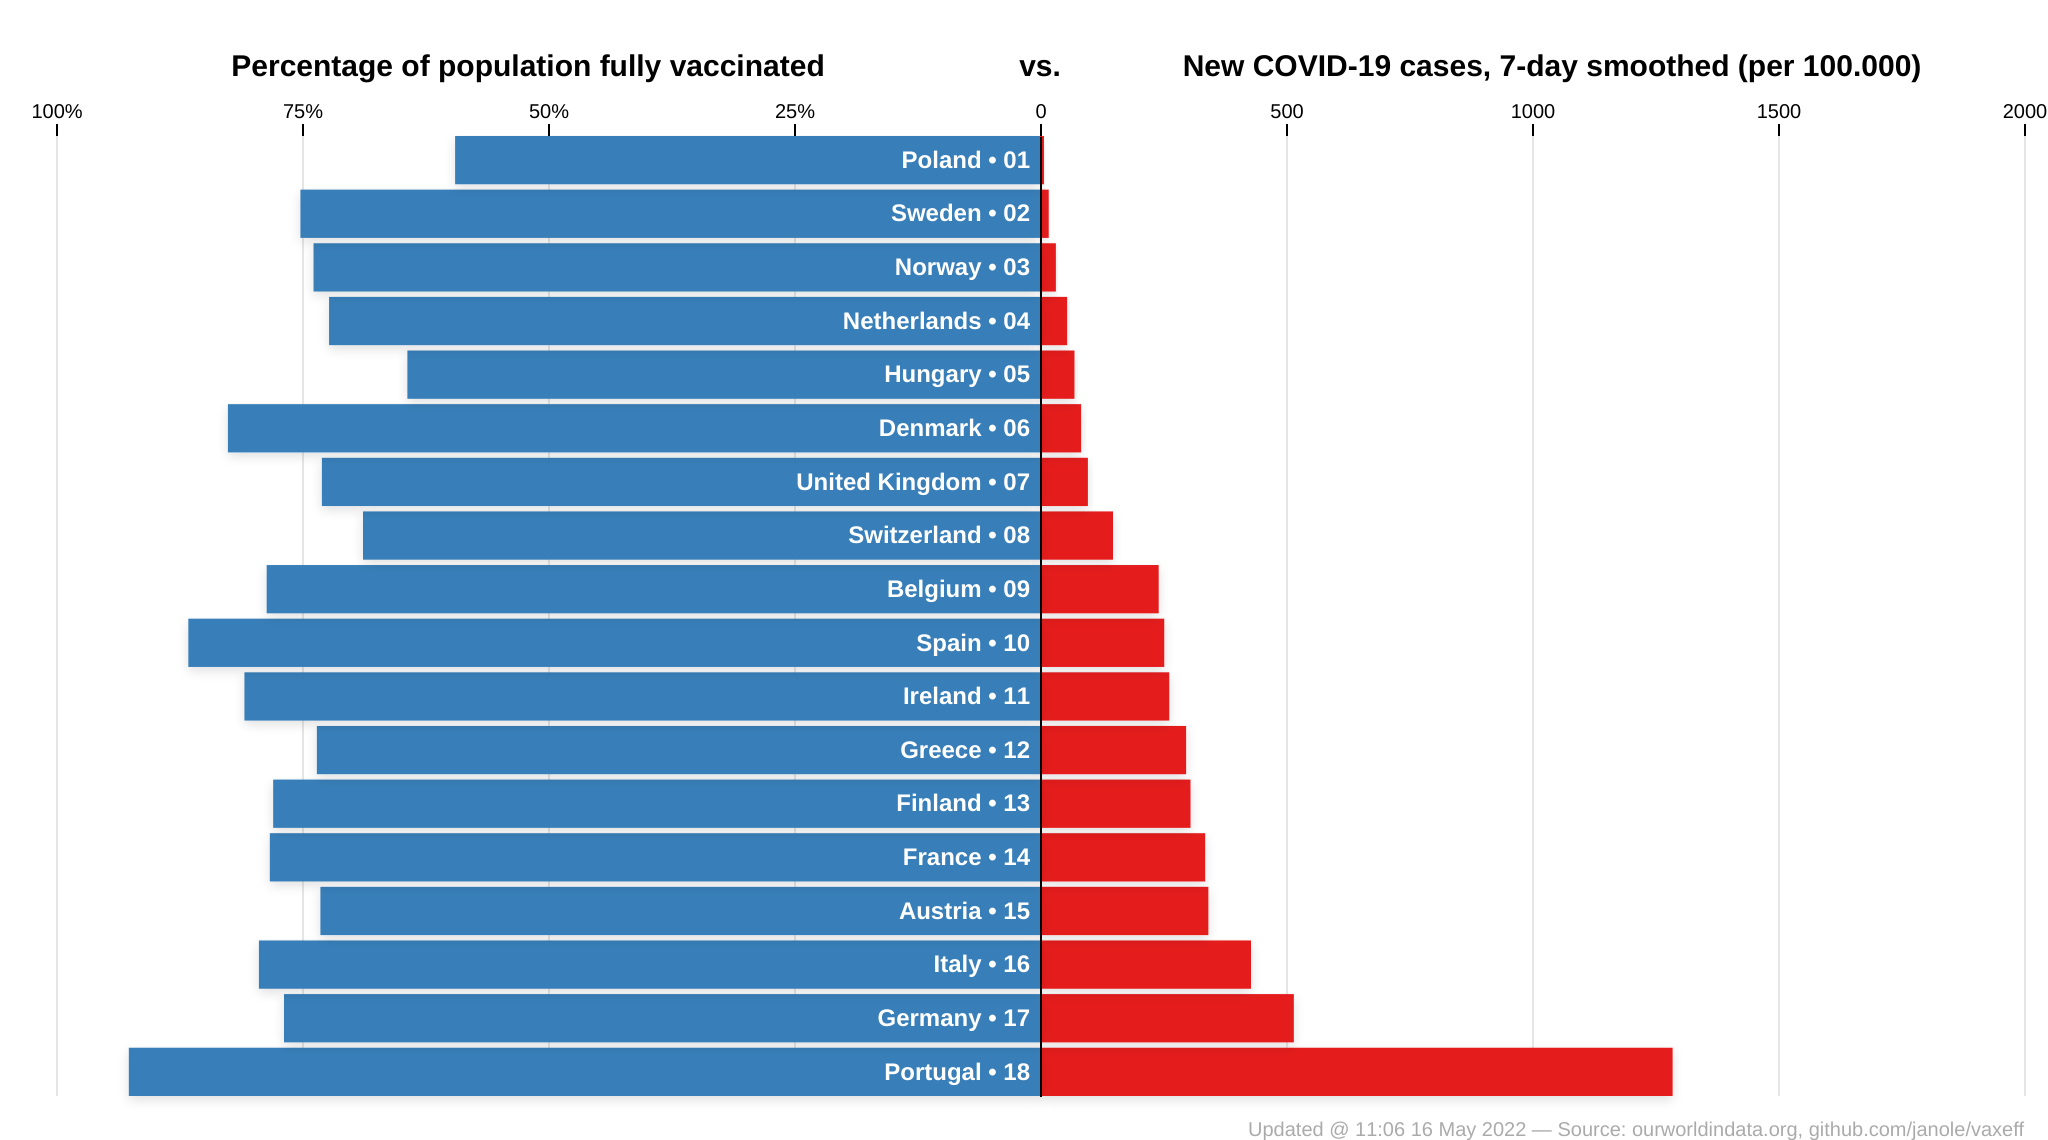 Percentage of population fully vaccinated vs. New COVID-19 cases, 7-day smoothed (per 100.000)
100% 75% 50% 25% 0 500 1000 1500 2000
Poland • 01
Sweden • 02
Norway • 03
Netherlands • 04
Hungary • 05
Denmark • 06
United Kingdom • 07
Switzerland • 08
Belgium • 09
Spain • 10
Ireland • 11
Greece • 12
Finland • 13
France • 14
Austria • 15
Italy • 16
Germany • 17
Portugal • 18
Updated @ 11:06 16 May 2022 — Source: ourworldindata.org, github.com/janole/vaxeff